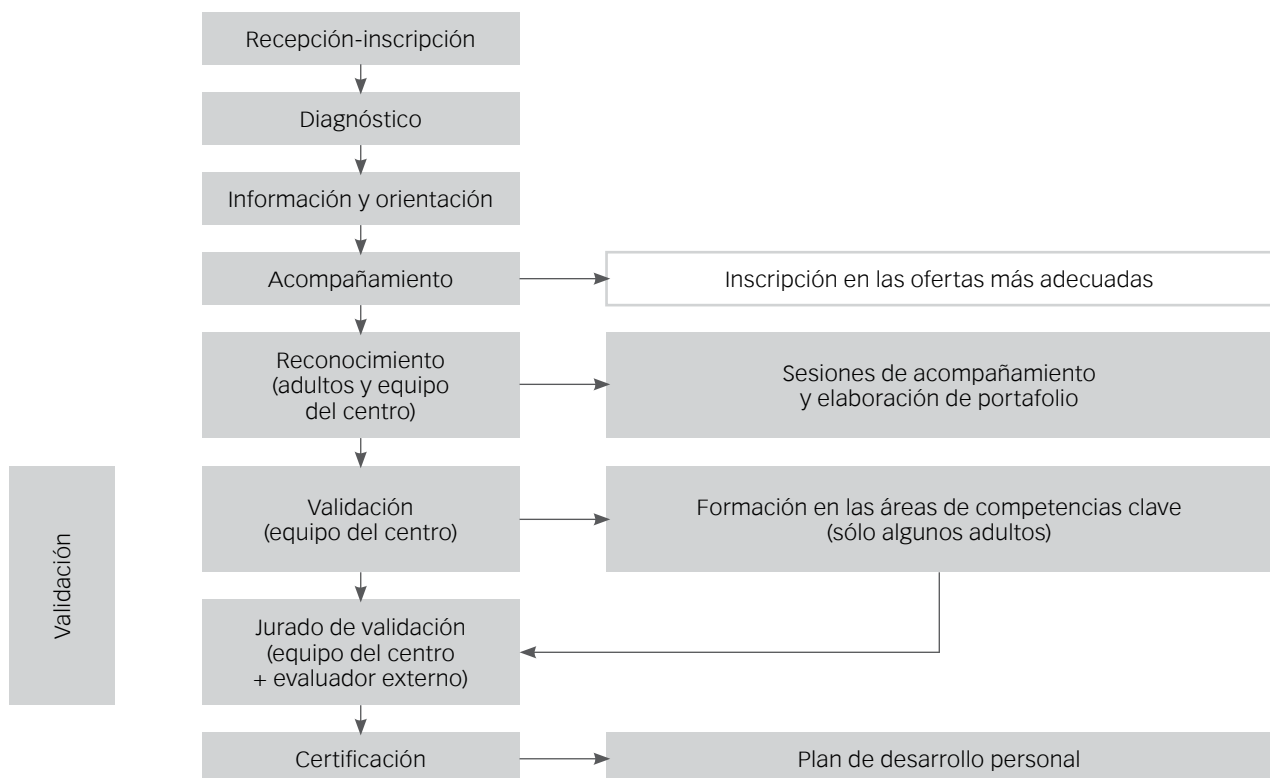 Recepción-inscripción
Diagnóstico
Información y orientación
Acompañamiento
Inscripción en las ofertas más adecuadas
Reconocimiento
(adultos y equipo
del centro)
Sesiones de acompañamiento
y elaboración de portafolio
Validación
Validación
(equipo del centro)
Formación en las áreas de competencias clave
(sólo algunos adultos)
Jurado de validación
(equipo del centro
+ evaluador externo)
Certificación
Plan de desarrollo personal